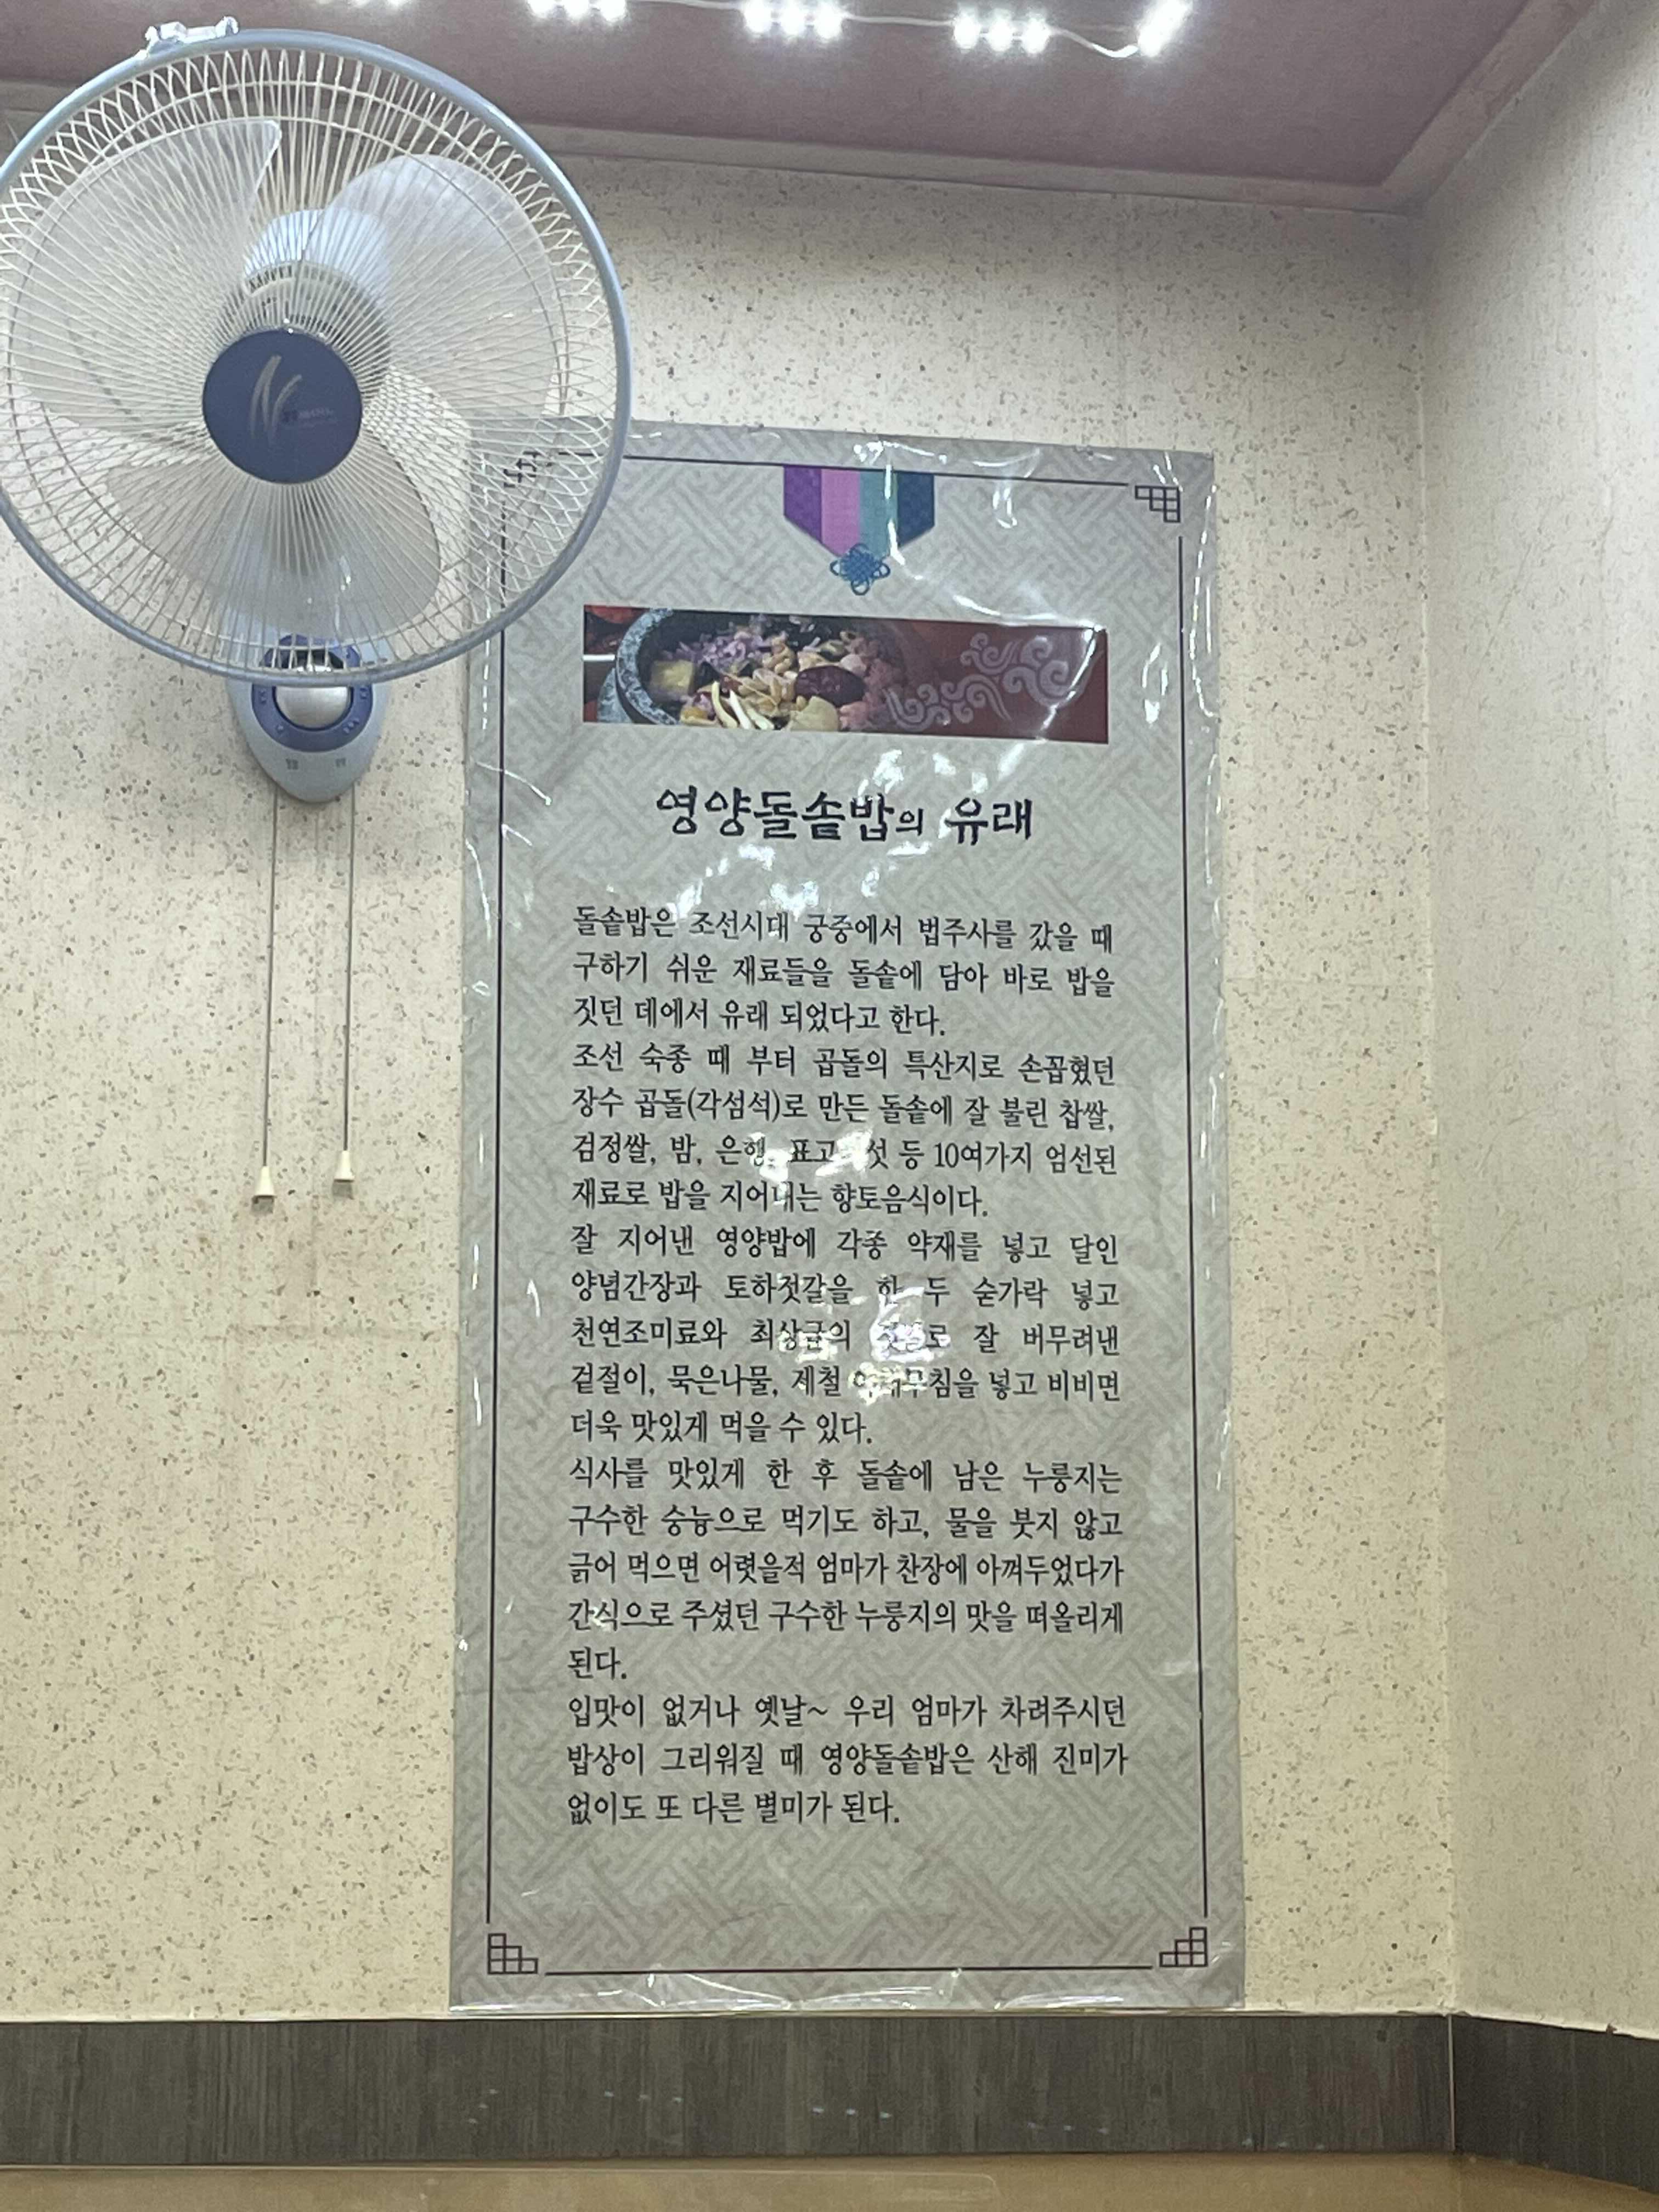 영양돌솥밥의 유래
돌솥밥은 조선시대 궁중에서 법주사를 갔을 때
구하기 쉬운 재료들을 돌솥에 담아 바로 밥을
짓던 데에서 유래 되었다고 한다.
조선 숙종 때 부터 곱돌의 특산지로 손꼽혔던
장수 곱돌(각섬석)로 만든 돌솥에 잘 불린 찹쌀,
검정쌀, 밤, 은행, 등 10여가지 엄선된
재료로 밥을 지어내는 향토음식이다.
잘 지어낸 영양밥에 각종 약재를 넣고 달인
양념간장과 토하젓갈을 한 두 숟가락 넣고
천연조미료와 최상급의 잘 버무려낸
겉절이, 묵은나물, 제철 넣고 비비면
더욱 맛있게 먹을 수 있다.
식사를 맛있게 한 후 돌솥에 남은 누룽지는
구수한 숭늉으로 먹기도 하고, 물을 붓지 않고
긁어 먹으면 어렷을적 엄마가 찬장에 아껴두었다가
간식으로 주셨던 구수한 누룽지의 맛을 떠올리게
된다.
입맛이 없거나 옛날~ 우리 엄마가 차려주시던
밥상이 그리워질 때 영양돌솥밥은 산해 진미가
없이도 또 다른 별미가 된다.